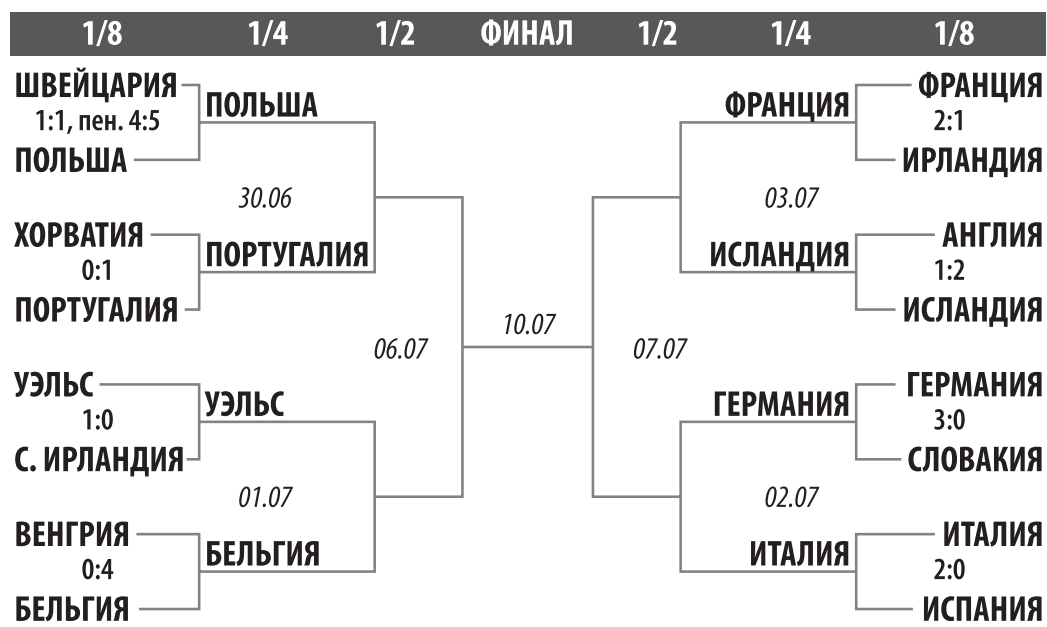 1/8 1/4 1/2 ФИНАЛ 1/2 1/4 1/8
ШВЕЙЦАРИЯ
1:1, пен. 4:5
ПОЛЬША
ПОЛЬША
30.06
ХОРВАТИЯ
0:1
ПОРТУГАЛИЯ
ПОРТУГАЛИЯ
06.07
УЭЛЬС
1:0
С. ИРЛАНДИЯ
УЭЛЬС
01.07
ВЕНГРИЯ
0:4
БЕЛЬГИЯ
БЕЛЬГИЯ
10.07
ФРАНЦИЯ
ФРАНЦИЯ
2:1
ИРЛАНДИЯ
03.07
ИСЛАНДИЯ
АНГЛИЯ
1:2
ИСЛАНДИЯ
07.07
ГЕРМАНИЯ
ГЕРМАНИЯ
3:0
СЛОВАКИЯ
02.07
ИТАЛИЯ
ИТАЛИЯ
2:0
ИСПАНИЯ